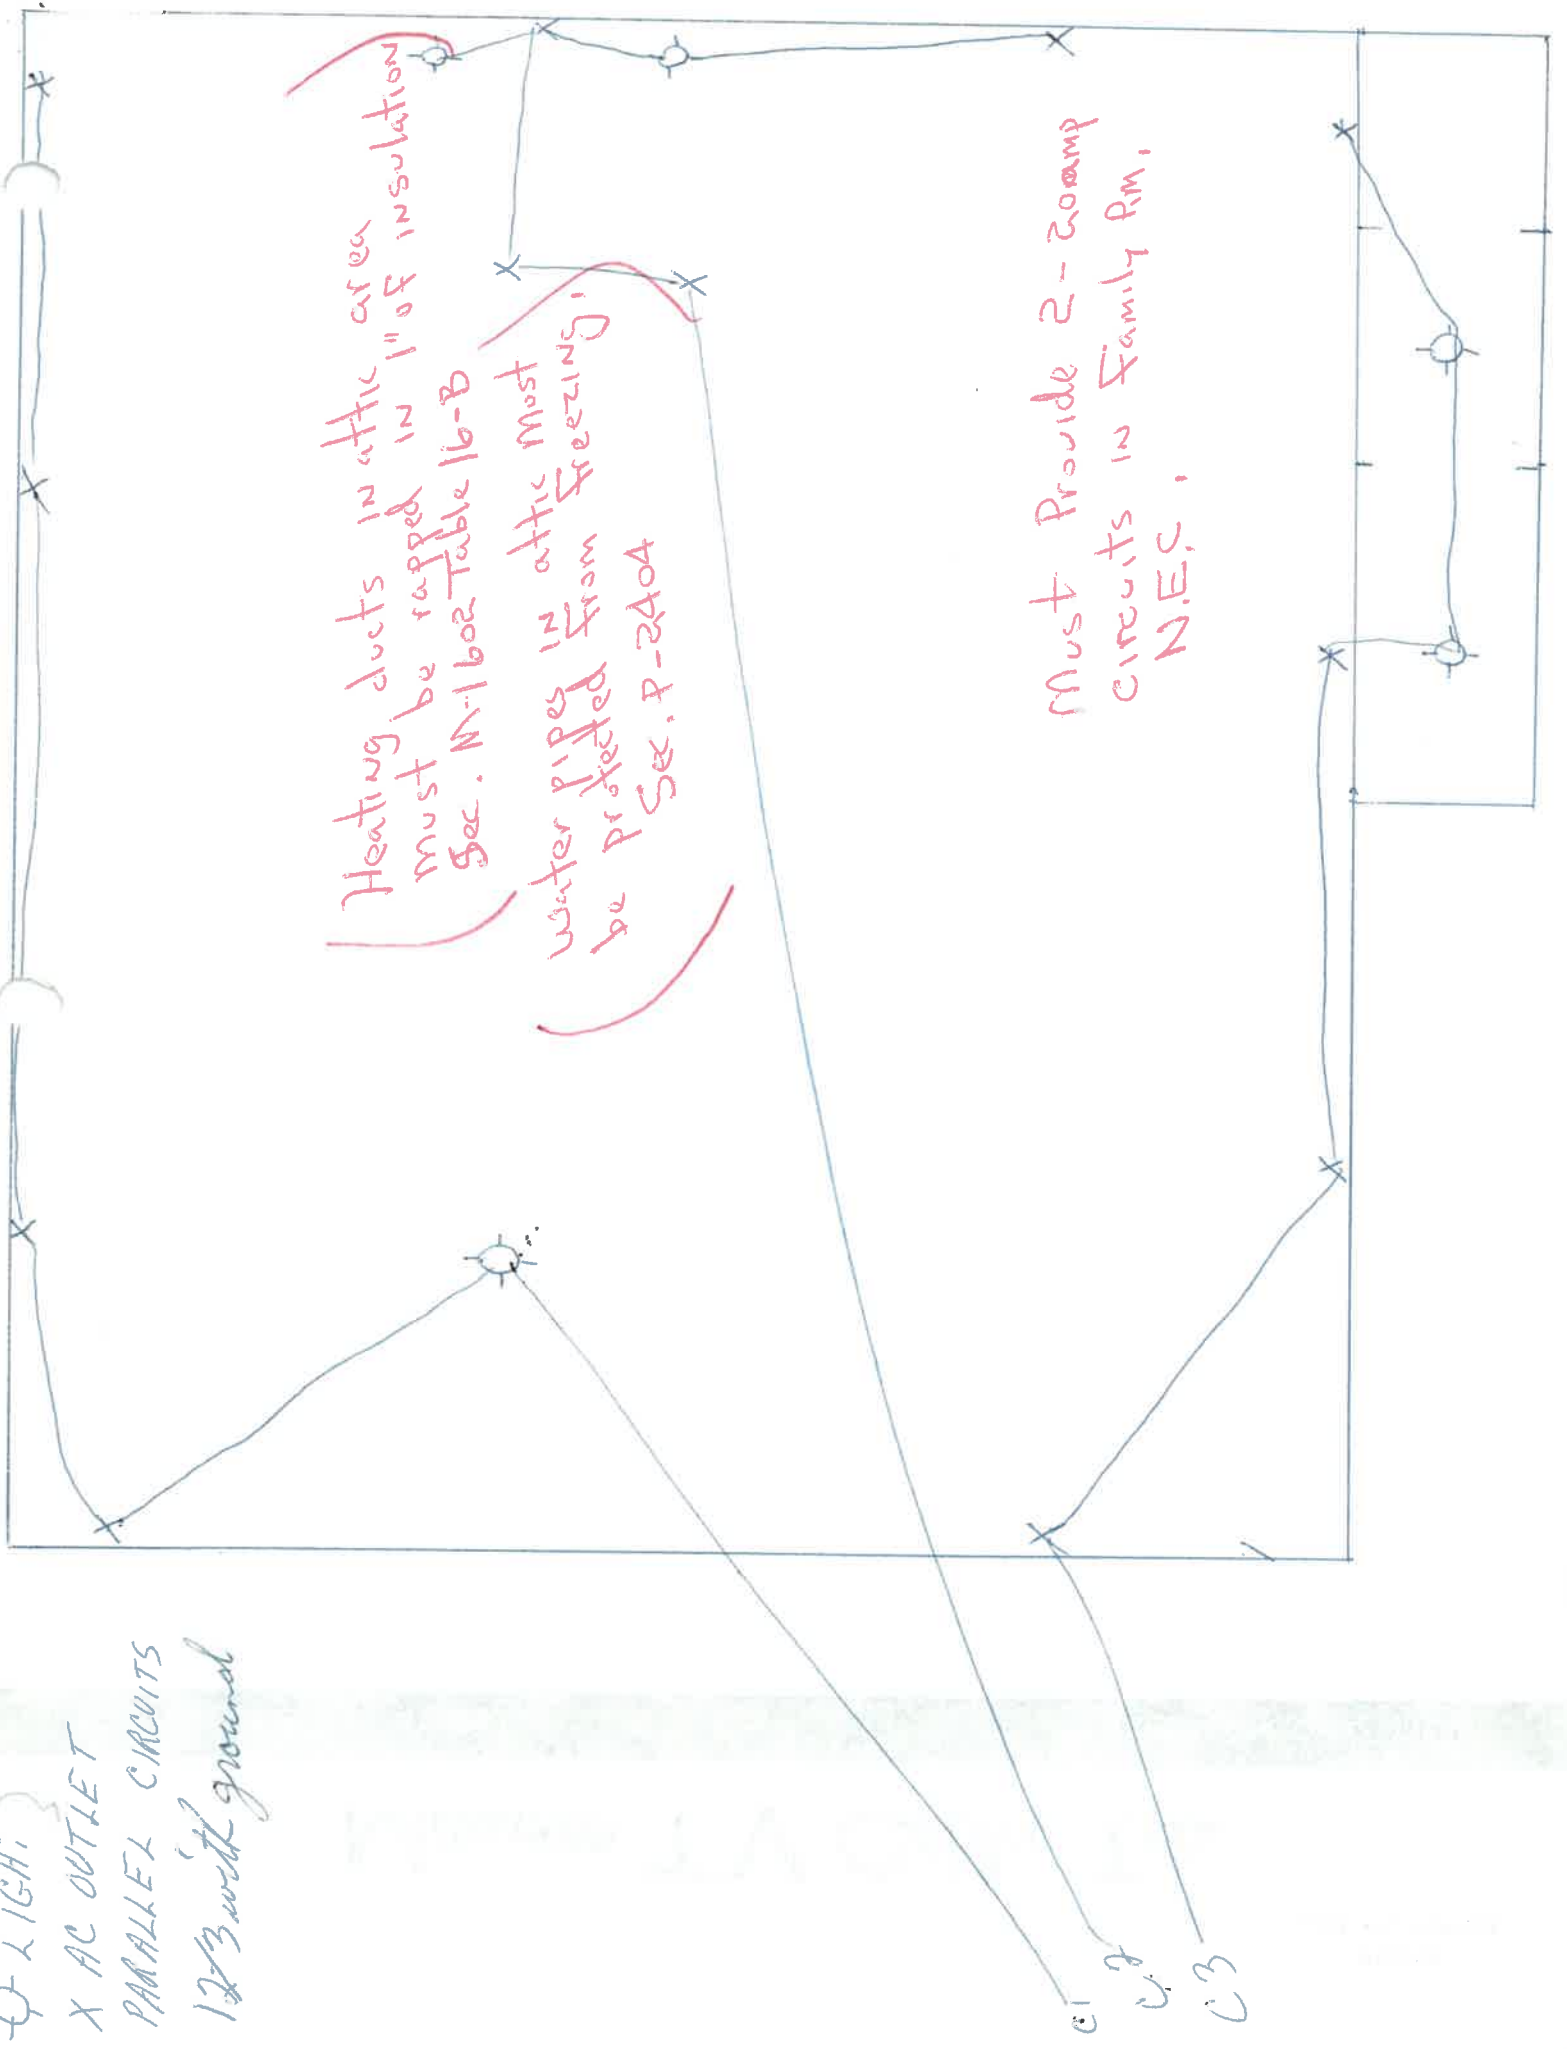 LIGHT
X AC OUTLET
PARALLEL CIRCUITS
12/3 with ground
Heating ducts in attic area
must be rapped in 1" of insulation
Sec. M-1602 Table 16-B
water pipes in attic most
be protected from freezing.
Sec. P-2404
Must Provide 2-20amp
circuits in Family Rm.
N.E.C.
C1
C2
C3